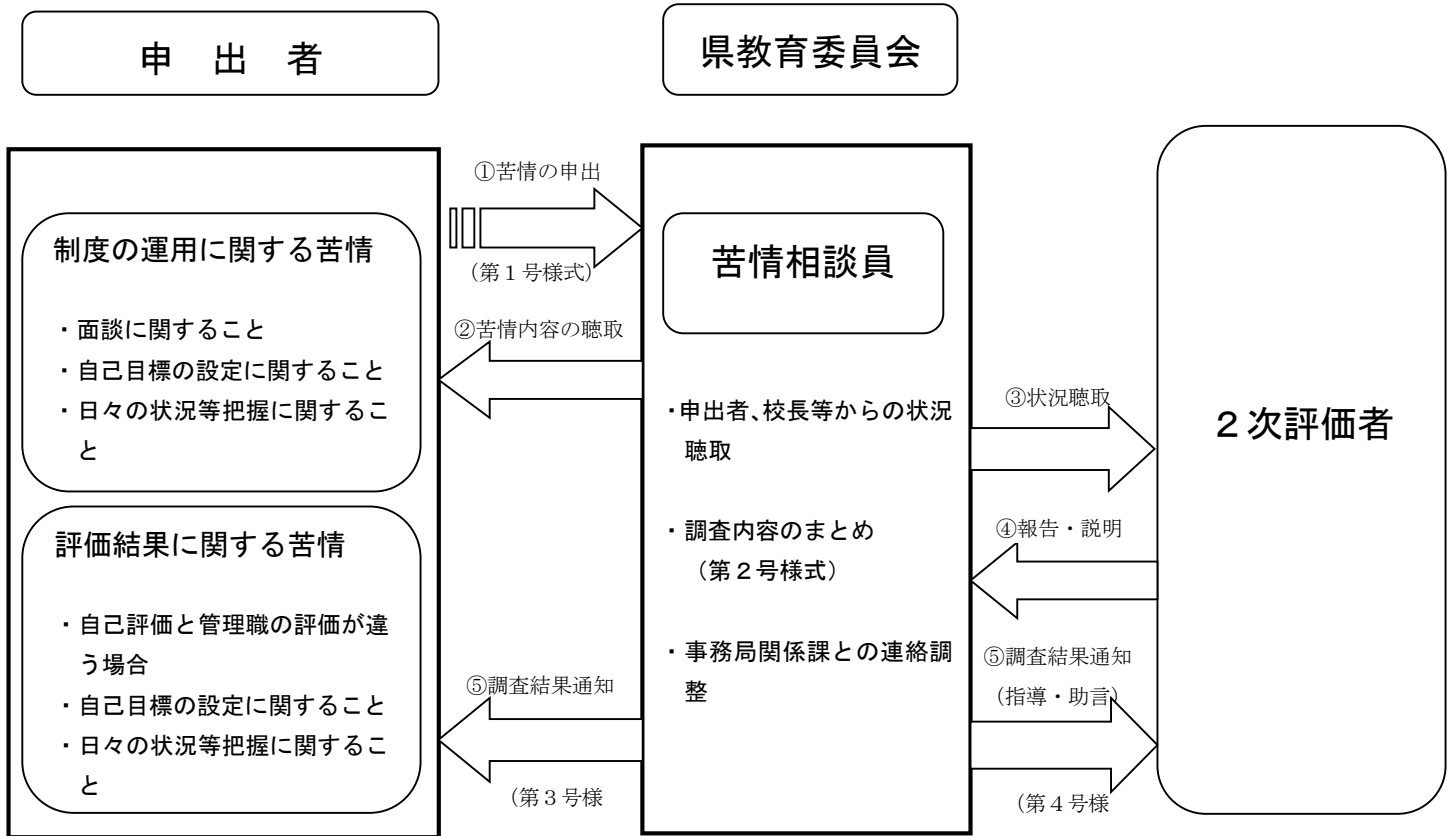 申　出　者
県教育委員会
制度の運用に関する苦情
・面談に関すること
・自己目標の設定に関すること
・日々の状況等把握に関するこ
と
評価結果に関する苦情
・自己評価と管理職の評価が違
う場合
・自己目標の設定に関すること
・日々の状況等把握に関するこ
と
①苦情の申出
（第１号様式）
②苦情内容の聴取
⑤調査結果通知
（第３号様
苦情相談員
・申出者、校長等からの状況
聴取
・調査内容のまとめ
（第２号様式）
・事務局関係課との連絡調
整
③状況聴取
④報告・説明
⑤調査結果通知
（指導・助言）
（第４号様
２次評価者